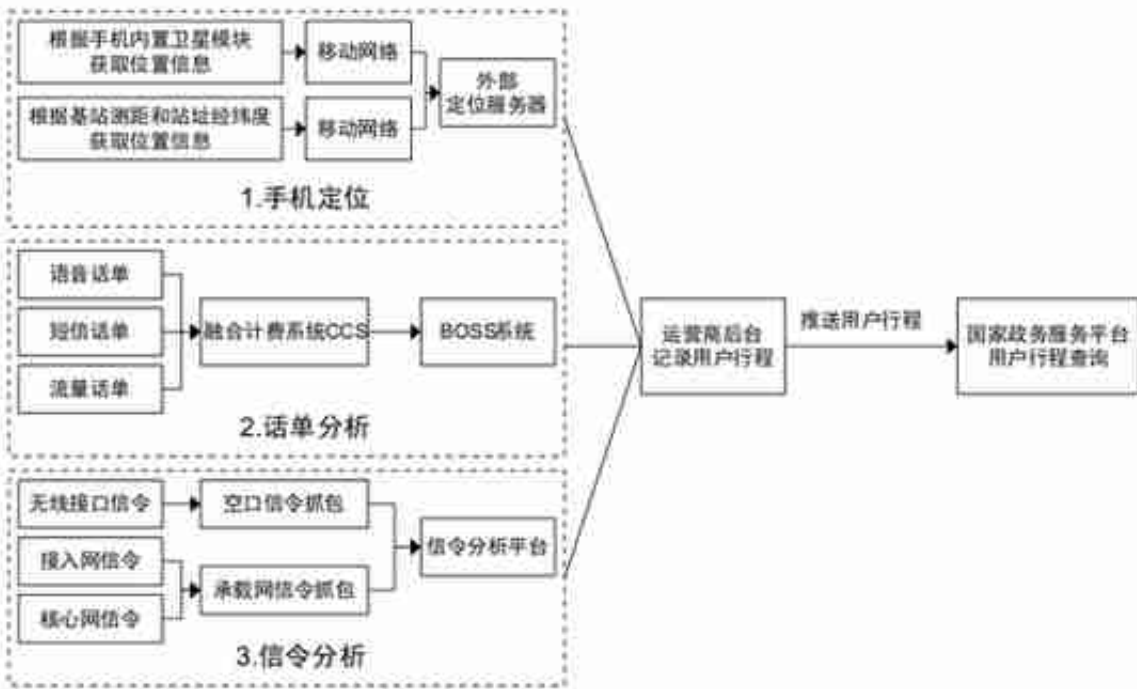 根据手机内置卫星模块
获取位置信息
移动网络
根据基站测距和站址经纬度
获取位置信息
移动网络
外部
定位服务器
1.手机定位
语音话单
短信话单
流量话单
融合计费系统CCS
BOSS系统
2.话单分析
无线接口信令
空口信令抓包
接入网信令
核心网信令
承载网信令抓包
信令分析平台
3.信令分析
运营商后台
记录用户行程
推送用户行程
国家政务服务平台
用户行程查询